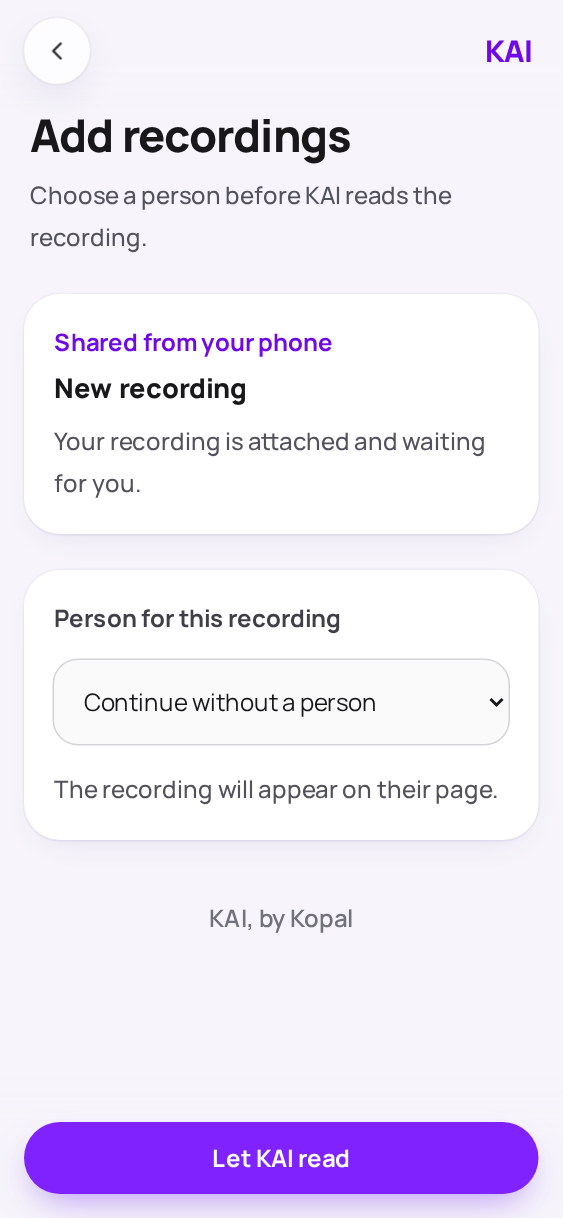 KAI
Add recordings
Choose a person before KAI reads the
recording.
Shared from your phone
New recording
Your recording is attached and waiting
for you.
Person for this recording
Continue without a person
The recording will appear on their page.
KAI, by Kopal
Let KAI read